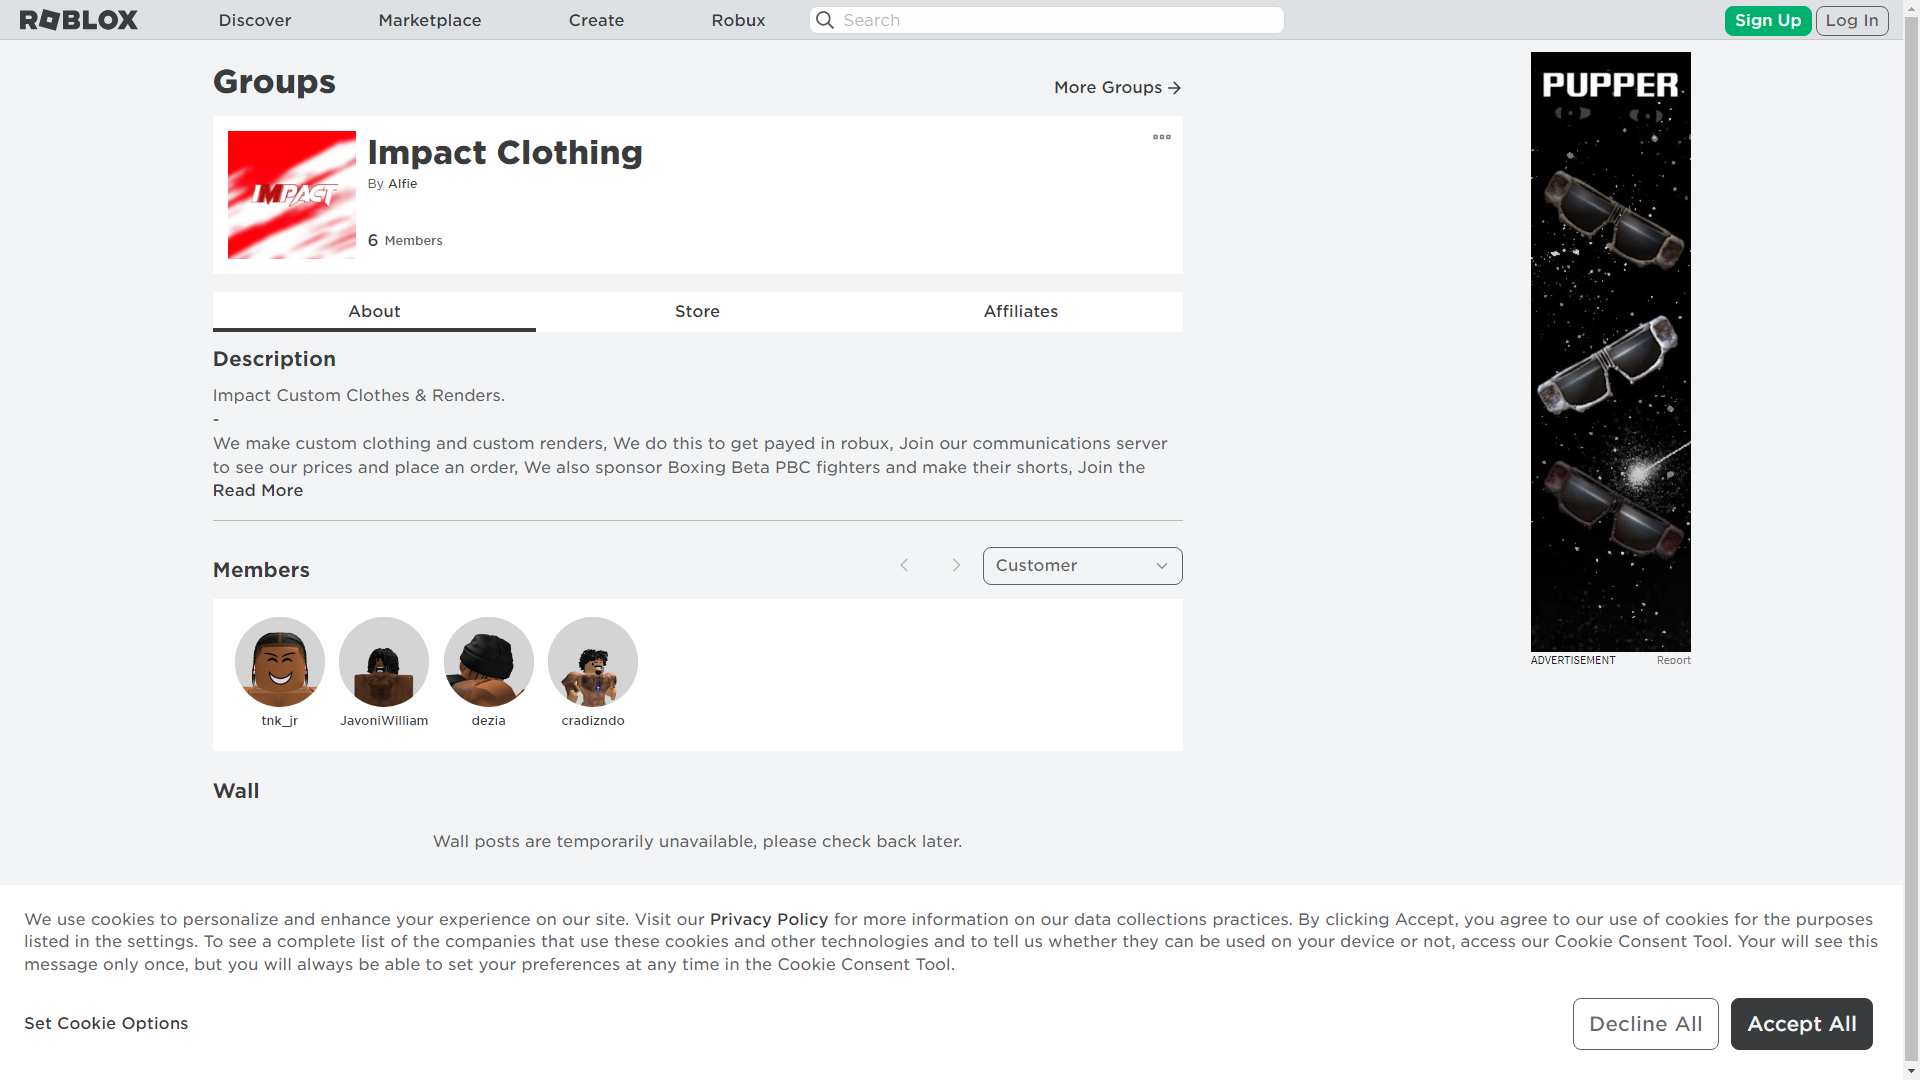 ROBLOX
Discover
Marketplace
Create
Robux
Search
Sign Up
Log In
Groups
More Groups
IMPACT
Impact Clothing
By Alfie
6 Members
About
Store
Affiliates
Description
Impact Custom Clothes & Renders.
-
We make custom clothing and custom renders, We do this to get payed in robux, Join our communications server
to see our prices and place an order, We also sponsor Boxing Beta PBC fighters and make their shorts, Join the
Read More
Members
Customer
tnk_jr
JavoniWilliam
dezia
cradizndo
Wall
Wall posts are temporarily unavailable, please check back later.
PUPPER
ADVERTISEMENT
Report
We use cookies to personalize and enhance your experience on our site. Visit our Privacy Policy for more information on our data collections practices. By clicking Accept, you agree to our use of cookies for the purposes
listed in the settings. To see a complete list of the companies that use these cookies and other technologies and to tell us whether they can be used on your device or not, access our Cookie Consent Tool. Your will see this
message only once, but you will always be able to set your preferences at any time in the Cookie Consent Tool.
Set Cookie Options
Decline All
Accept All